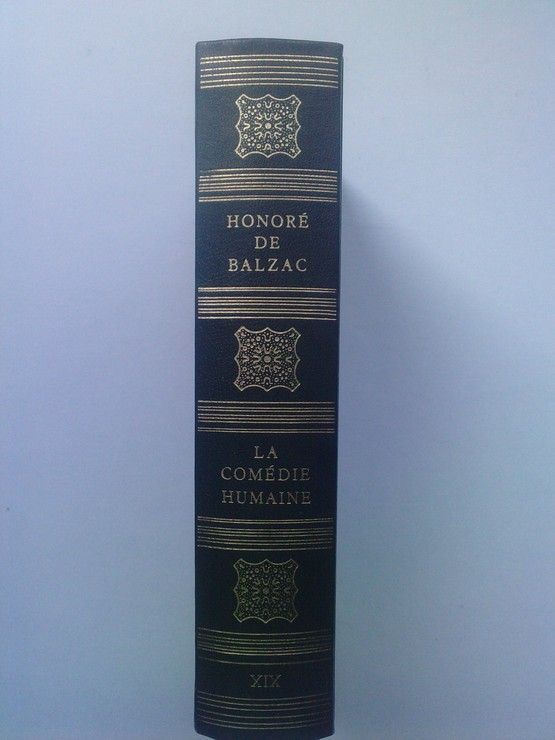 HONORÉ
DE
BALZAC
LA
COMÉDIE
HUMAINE
XIX